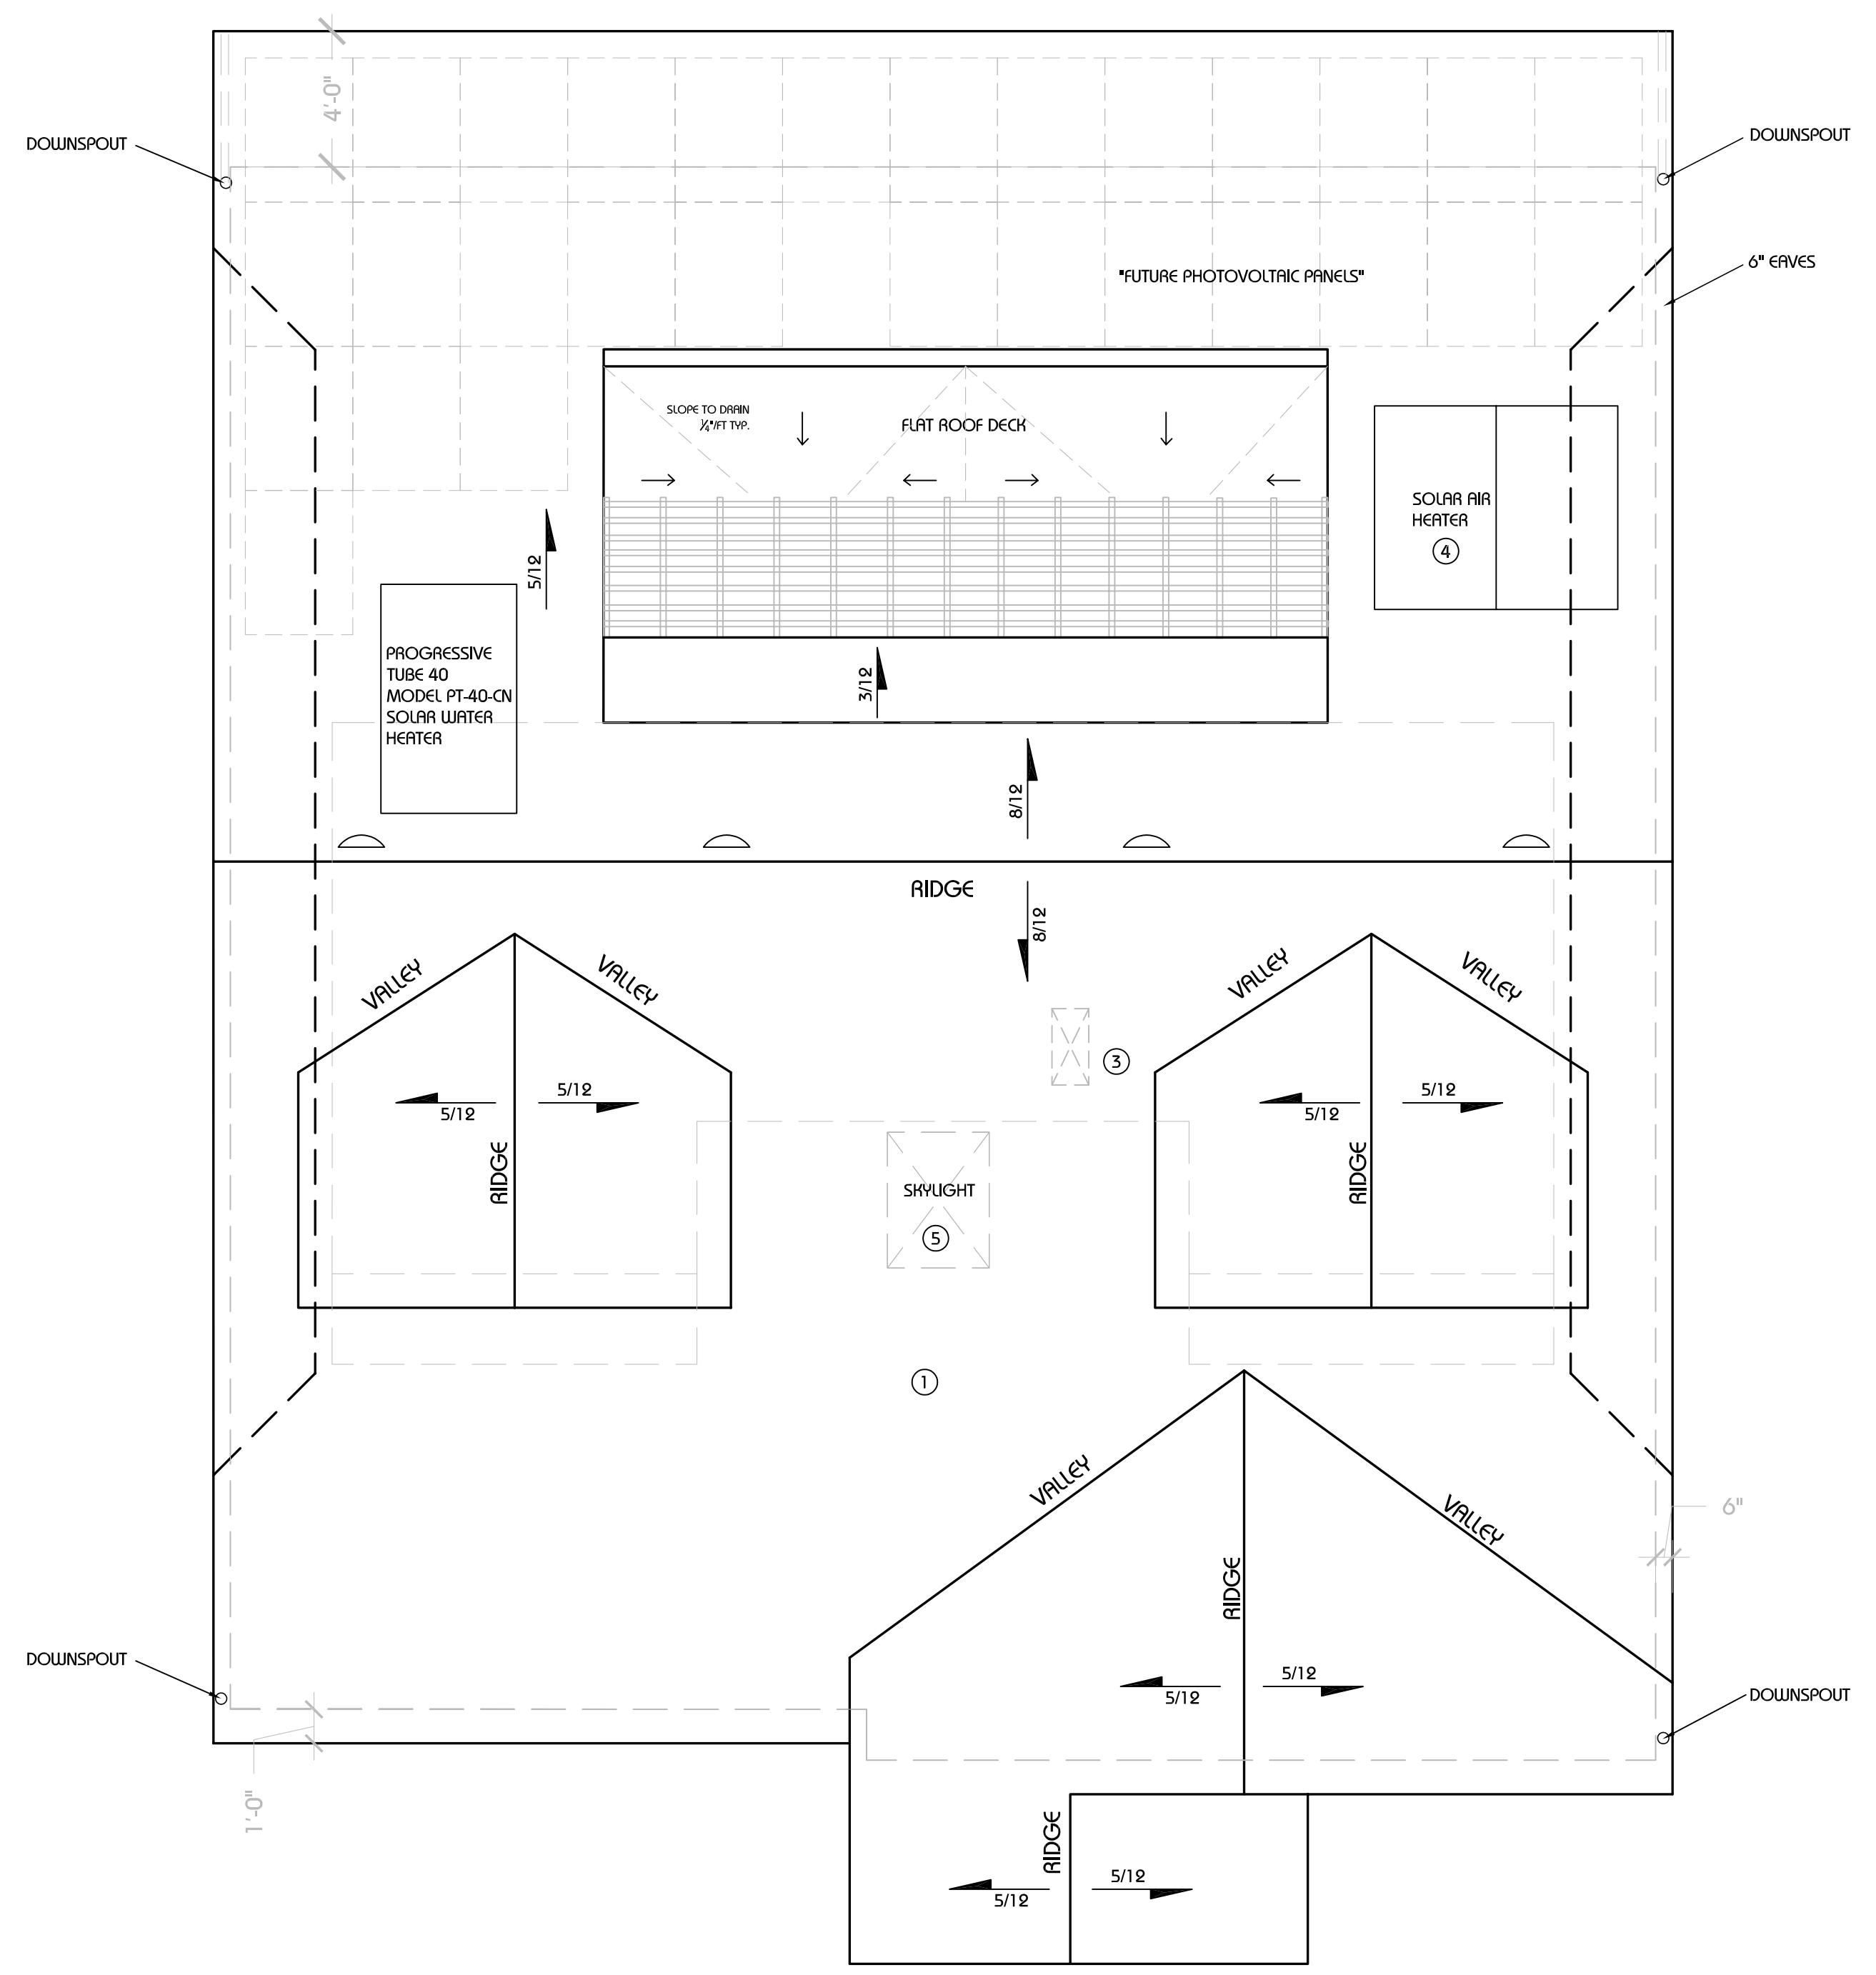 4'-0"
DOWNSPOUT
DOWNSPOUT
6" EAVES
"FUTURE PHOTOVOLTAIC PANELS"
SLOPE TO DRAIN
1/4"/FT TYP.
FLAT ROOF DECK
SOLAR AIR
HEATER
4
5/12
PROGRESSIVE
TUBE 40
MODEL PT-40-CN
SOLAR WATER
HEATER
3/12
8/12
RIDGE
8/12
VALLEY
VALLEY
VALLEY
VALLEY
3
5/12
5/12
5/12
5/12
RIDGE
RIDGE
SKYLIGHT
5
1
VALLEY
VALLEY
6"
RIDGE
DOWNSPOUT
5/12
5/12
DOWNSPOUT
1'-0"
RIDGE
5/12
5/12